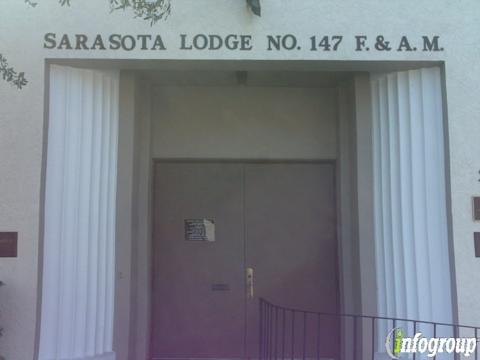 SARASOTA LODGE NO. 147 F. & A. M.
infogroup